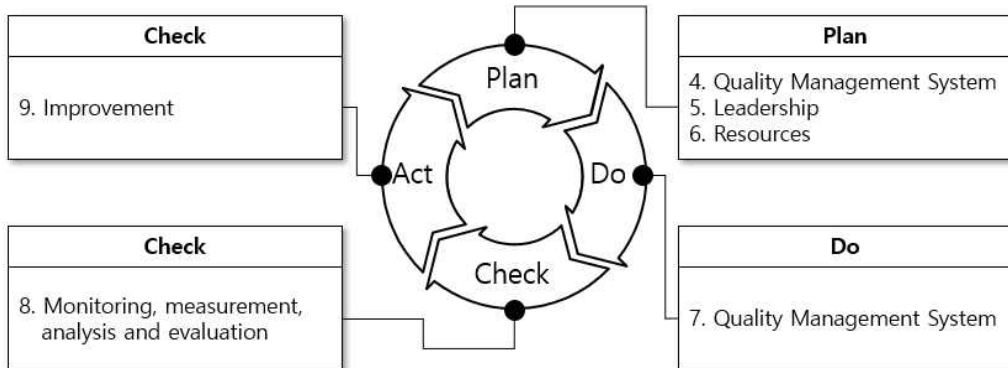 Check
9. Improvement
Plan
4. Quality Management System
5. Leadership
6. Resources
Plan
Do
Check
Act
Check
8. Monitoring, measurement,
analysis and evaluation
Do
7. Quality Management System